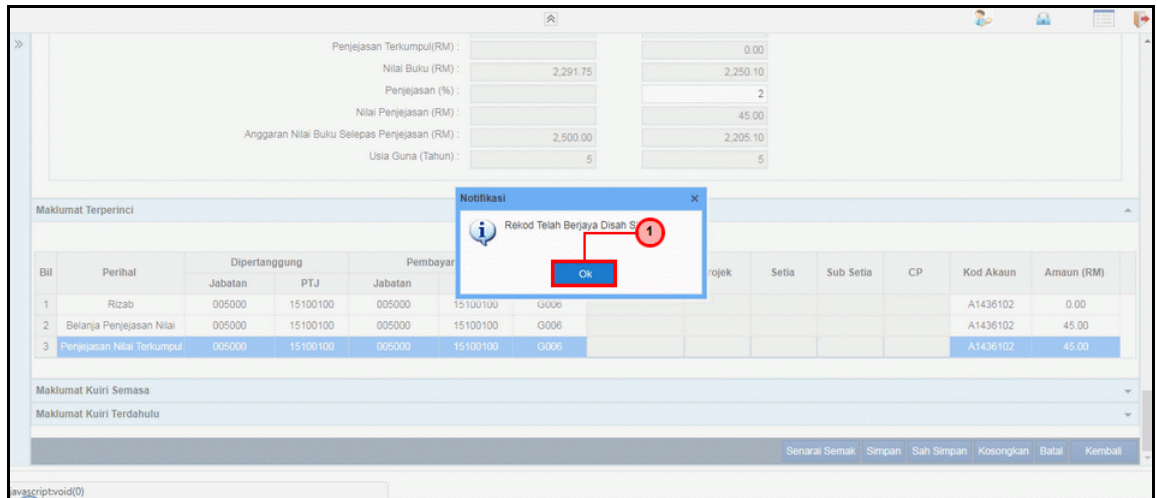 Penjejasan Terkumpul(RM) : 0.00
Nilai Buku (RM) : 2,291.75 2,250.10
Penjejasan (%) : 2
Nilai Penjejasan (RM) : 45.00
Anggaran Nilai Buku Selepas Penjejasan (RM) : 2,500.00 2,205.10
Usia Guna (Tahun) : 5 5
Notifikasi x
Maklumat Terperinci
Rekod Telah Berjaya Disah
1
Ok
Bil Perihal Dipertanggung Setia Sub Setia CP Kod Akaun Amaun (RM)
Jabatan PTJ Jabatan
1 Rizab 005000 15100100 005000 15100100 G006 A1436102 0.00
2 Belanja Penjejasan Nilai 005000 15100100 005000 15100100 G006 A1436102 45.00
3 Penjejasan Nilai Terkumpul 005000 15100100 005000 15100100 G006 A1436102 45.00
Maklumat Kuiri Semasa
Maklumat Kuiri Terdahulu
Senarai Semak Simpan Sah Simpan Kosongkan Batal Kembali
javascript:void(0)